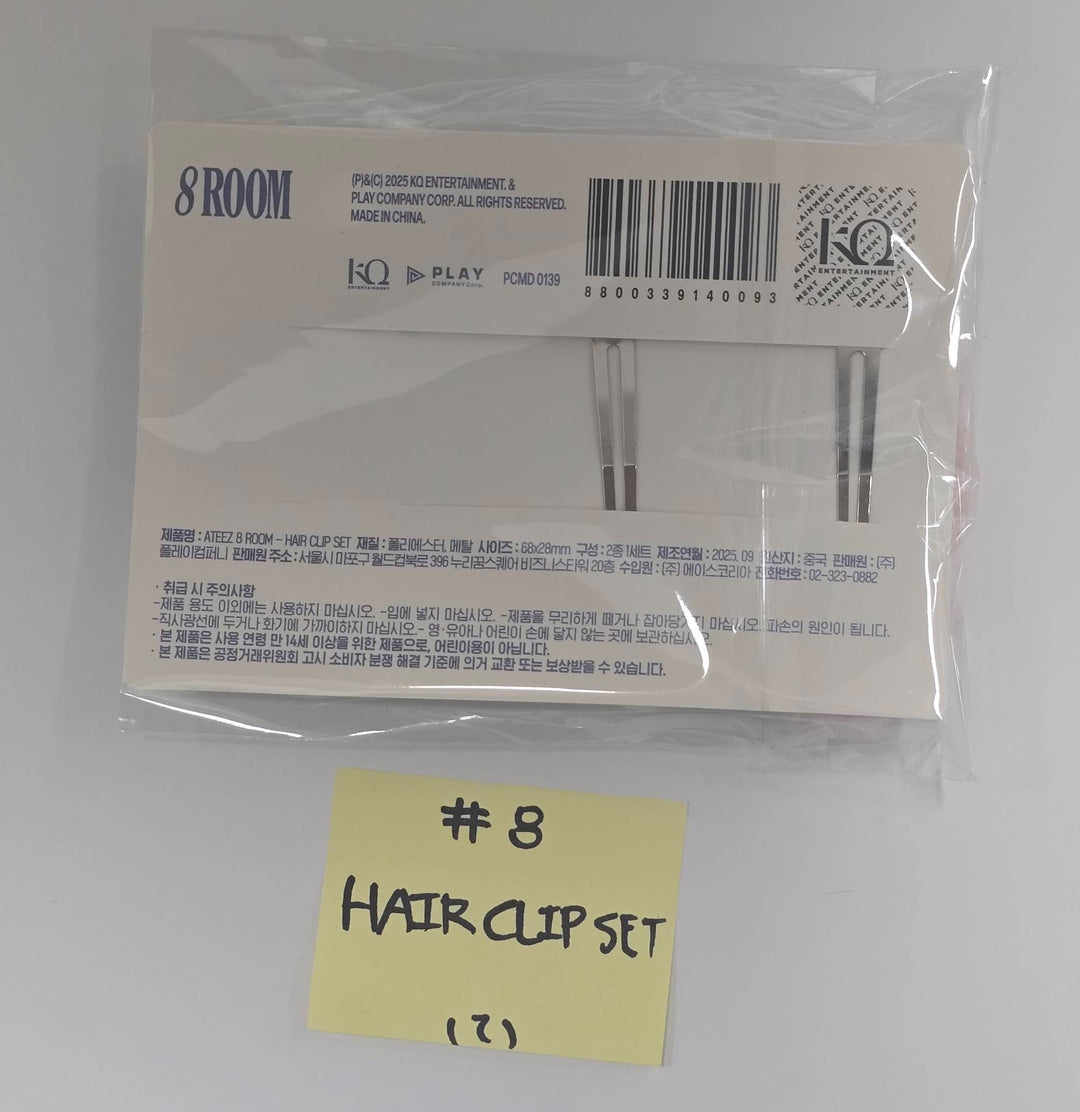 8 ROOM
(P)&(C) 2025 KQ ENTERTAINMENT. &
PLAY COMPANY CORP. ALL RIGHTS RESERVED.
MADE IN CHINA.
KQ
ENTERTAINMENT
PLAY
COMPANY Corp.
PCMD 0139
8800339140093
KQ
ENTERTAINMENT
제품명 : ATEEZ 8 ROOM – HAIR CLIP SET 재질 : 폴리에스터, 메탈 사이즈 : 68x28mm 구성 : 2종 1세트 제조연월 : 2025. 09 원산지 : 중국 판매원 : (주)
플레이컴퍼니 판매원 주소 : 서울시 마포구 월드컵북로 396 누리꿈스퀘어 비즈니스타워 20층 수입원 : (주) 에이스코리아 전화번호 : 02-323-0882
· 취급 시 주의사항
-제품 용도 이외에는 사용하지 마십시오. -입에 넣지 마십시오. -제품을 무리하게 떼거나 잡아당기지 마십시오. 파손의 원인이 됩니다.
-직사광선에 두거나 화기에 가까이하지 마십시오.- 영·유아나 어린이 손에 닿지 않는 곳에 보관하십시오.
· 본 제품은 사용 연령 만 14세 이상을 위한 제품으로, 어린이용이 아닙니다.
· 본 제품은 공정거래위원회 고시 소비자 분쟁 해결 기준에 의거 교환 또는 보상받을 수 있습니다.
#8
HAIR CLIP SET
(2)